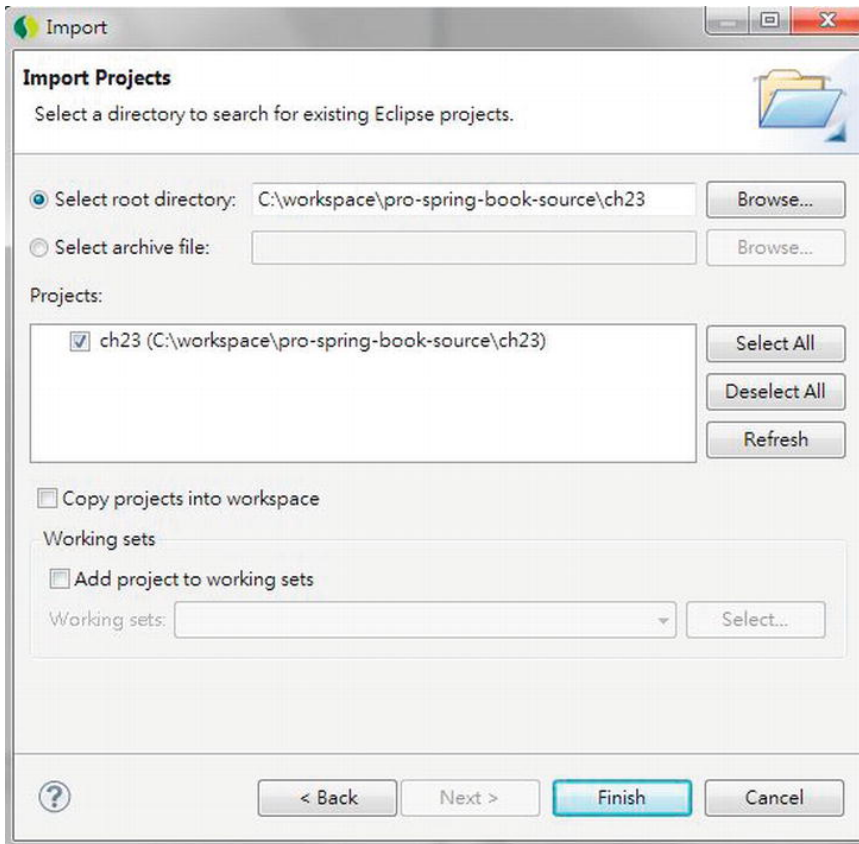 Import
Import Projects
Select a directory to search for existing Eclipse projects.
Select root directory: C:\workspace\pro-spring-book-source\ch23 Browse...
Select archive file: Browse...
Projects:
ch23 (C:\workspace\pro-spring-book-source\ch23)
Select All
Deselect All
Refresh
Copy projects into workspace
Working sets
Add project to working sets
Working sets: Select...
? < Back Next > Finish Cancel